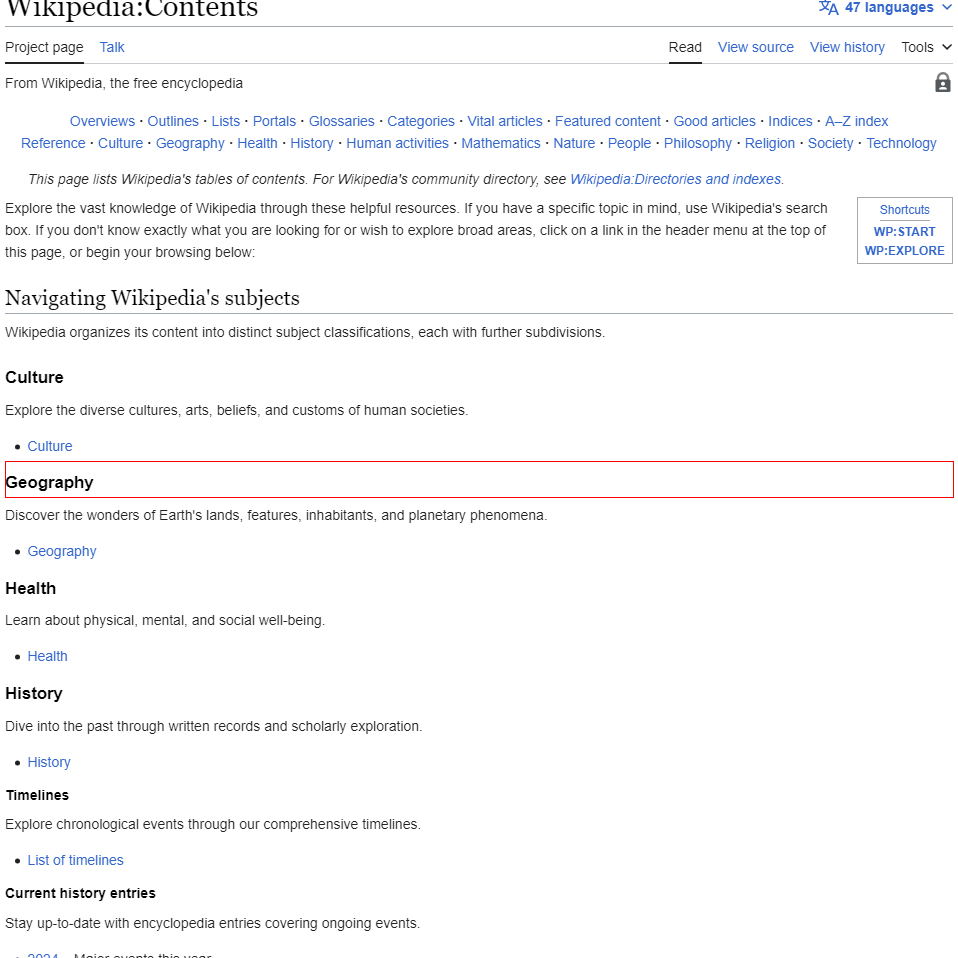 Wikipedia:Contents
47 languages
Project page Talk Read View source View history Tools
From Wikipedia, the free encyclopedia
Overviews · Outlines · Lists · Portals · Glossaries · Categories · Vital articles · Featured content · Good articles · Indices · A–Z index
Reference · Culture · Geography · Health · History · Human activities · Mathematics · Nature · People · Philosophy · Religion · Society · Technology
This page lists Wikipedia's tables of contents. For Wikipedia's community directory, see Wikipedia:Directories and indexes.
Explore the vast knowledge of Wikipedia through these helpful resources. If you have a specific topic in mind, use Wikipedia's search
box. If you don't know exactly what you are looking for or wish to explore broad areas, click on a link in the header menu at the top of
this page, or begin your browsing below:
Shortcuts
WP:START
WP:EXPLORE
Navigating Wikipedia's subjects
Wikipedia organizes its content into distinct subject classifications, each with further subdivisions.
Culture
Explore the diverse cultures, arts, beliefs, and customs of human societies.
• Culture
Geography
Discover the wonders of Earth's lands, features, inhabitants, and planetary phenomena.
• Geography
Health
Learn about physical, mental, and social well-being.
• Health
History
Dive into the past through written records and scholarly exploration.
• History
Timelines
Explore chronological events through our comprehensive timelines.
• List of timelines
Current history entries
Stay up-to-date with encyclopedia entries covering ongoing events.
• 2024 – Major events this year